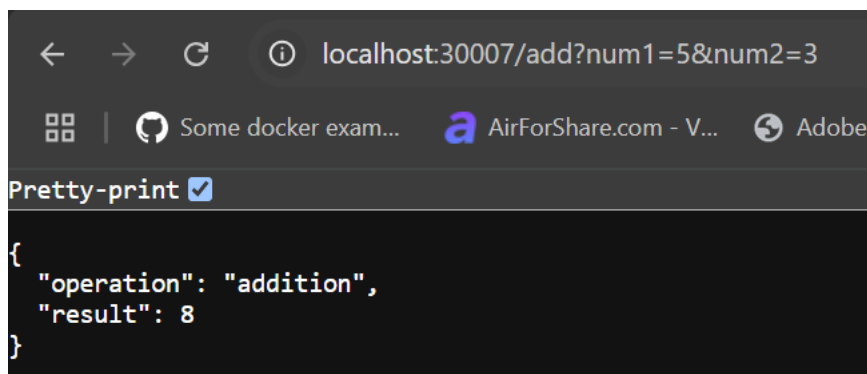 localhost:30007/add?num1=5&num2=3
Some docker exam... AirForShare.com - V... Adobe
Pretty-print
{
  "operation": "addition",
  "result": 8
}